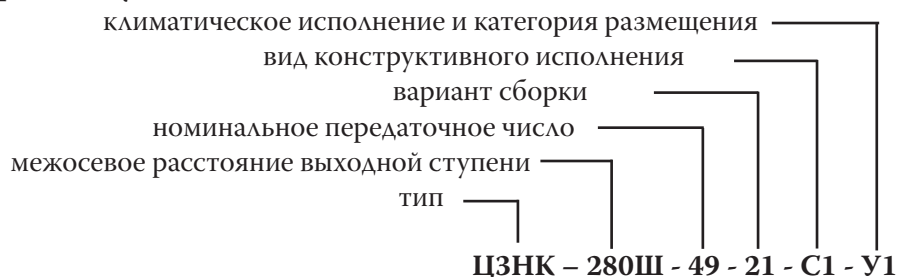 климатическое исполнение и категория размещения
вид конструктивного исполнения
вариант сборки
номинальное передаточное число
межосевое расстояние выходной ступени
тип
Ц3НК – 280Ш - 49 - 21 - С1 - У1